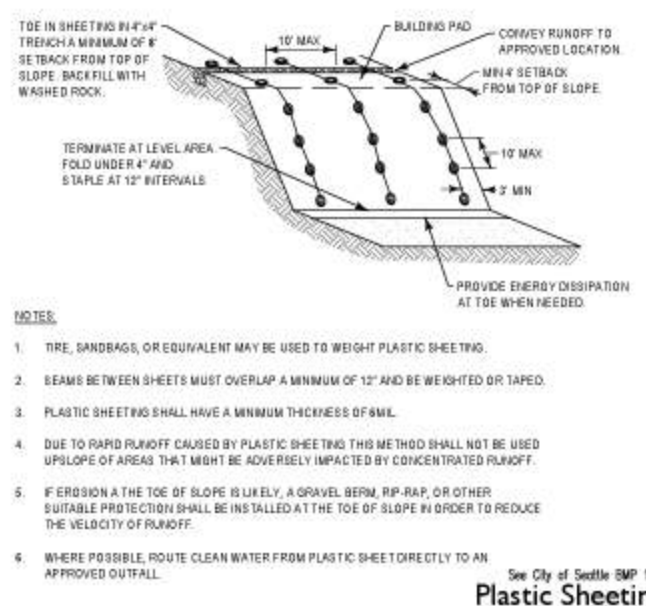 TOE IN SHEETING IN 4"x4"
TRENCH A MINIMUM OF 8'
SETBACK FROM TOP OF
SLOPE. BACKFILL WITH
WASHED ROCK.
10' MAX
BUILDING PAD
CONVEY RUNOFF TO
APPROVED LOCATION.
MIN 4' SETBACK
FROM TOP OF SLOPE.
TERMINATE AT LEVEL AREA
FOLD UNDER 4" AND
STAPLE AT 12" INTERVALS
10' MAX
3' MIN
PROVIDE ENERGY DISSIPATION
AT TOE WHEN NEEDED.
NOTES:
1. TIRE, SANDBAGS, OR EQUIVALENT MAY BE USED TO WEIGHT PLASTIC SHEETING.
2. SEAMS BETWEEN SHEETS MUST OVERLAP A MINIMUM OF 12" AND BE WEIGHTED OR TAPED.
3. PLASTIC SHEETING SHALL HAVE A MINIMUM THICKNESS OF 6MIL.
4. DUE TO RAPID RUNOFF CAUSED BY PLASTIC SHEETING THIS METHOD SHALL NOT BE USED
UPSLOPE OF AREAS THAT MIGHT BE ADVERSELY IMPACTED BY CONCENTRATED RUNOFF.
5. IF EROSION A THE TOE OF SLOPE IS LIKELY, A GRAVEL BERM, RIP-RAP, OR OTHER
SUITABLE PROTECTION SHALL BE INSTALLED AT THE TOE OF SLOPE IN ORDER TO REDUCE
THE VELOCITY OF RUNOFF.
6. WHERE POSSIBLE, ROUTE CLEAN WATER FROM PLASTIC SHEET DIRECTLY TO AN
APPROVED OUTFALL.
See City of Seattle BMP
Plastic Sheetin